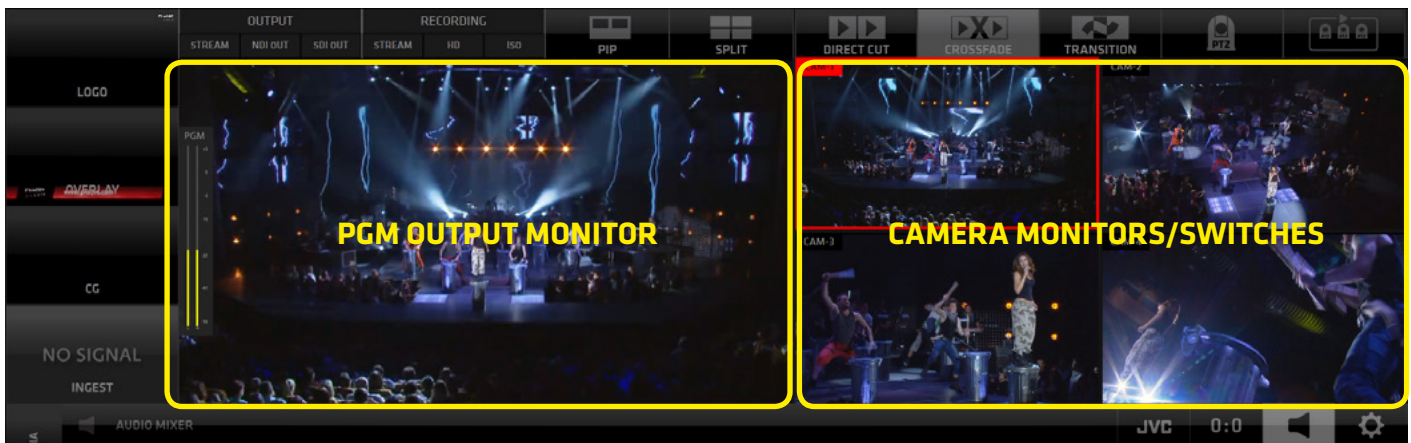 OUTPUT
RECORDING
STREAM NDI OUT SDI OUT STREAM HD ISO
PIP
SPLIT
DIRECT CUT
CROSSFADE
TRANSITION
PTZ
LOGO
OVERLAY
CG
NO SIGNAL
INGEST
PGM
PGM OUTPUT MONITOR
CAM-1
CAM-2
CAMERA MONITORS/SWITCHES
CAM-3
AUDIO MIXER
JVC
0:0